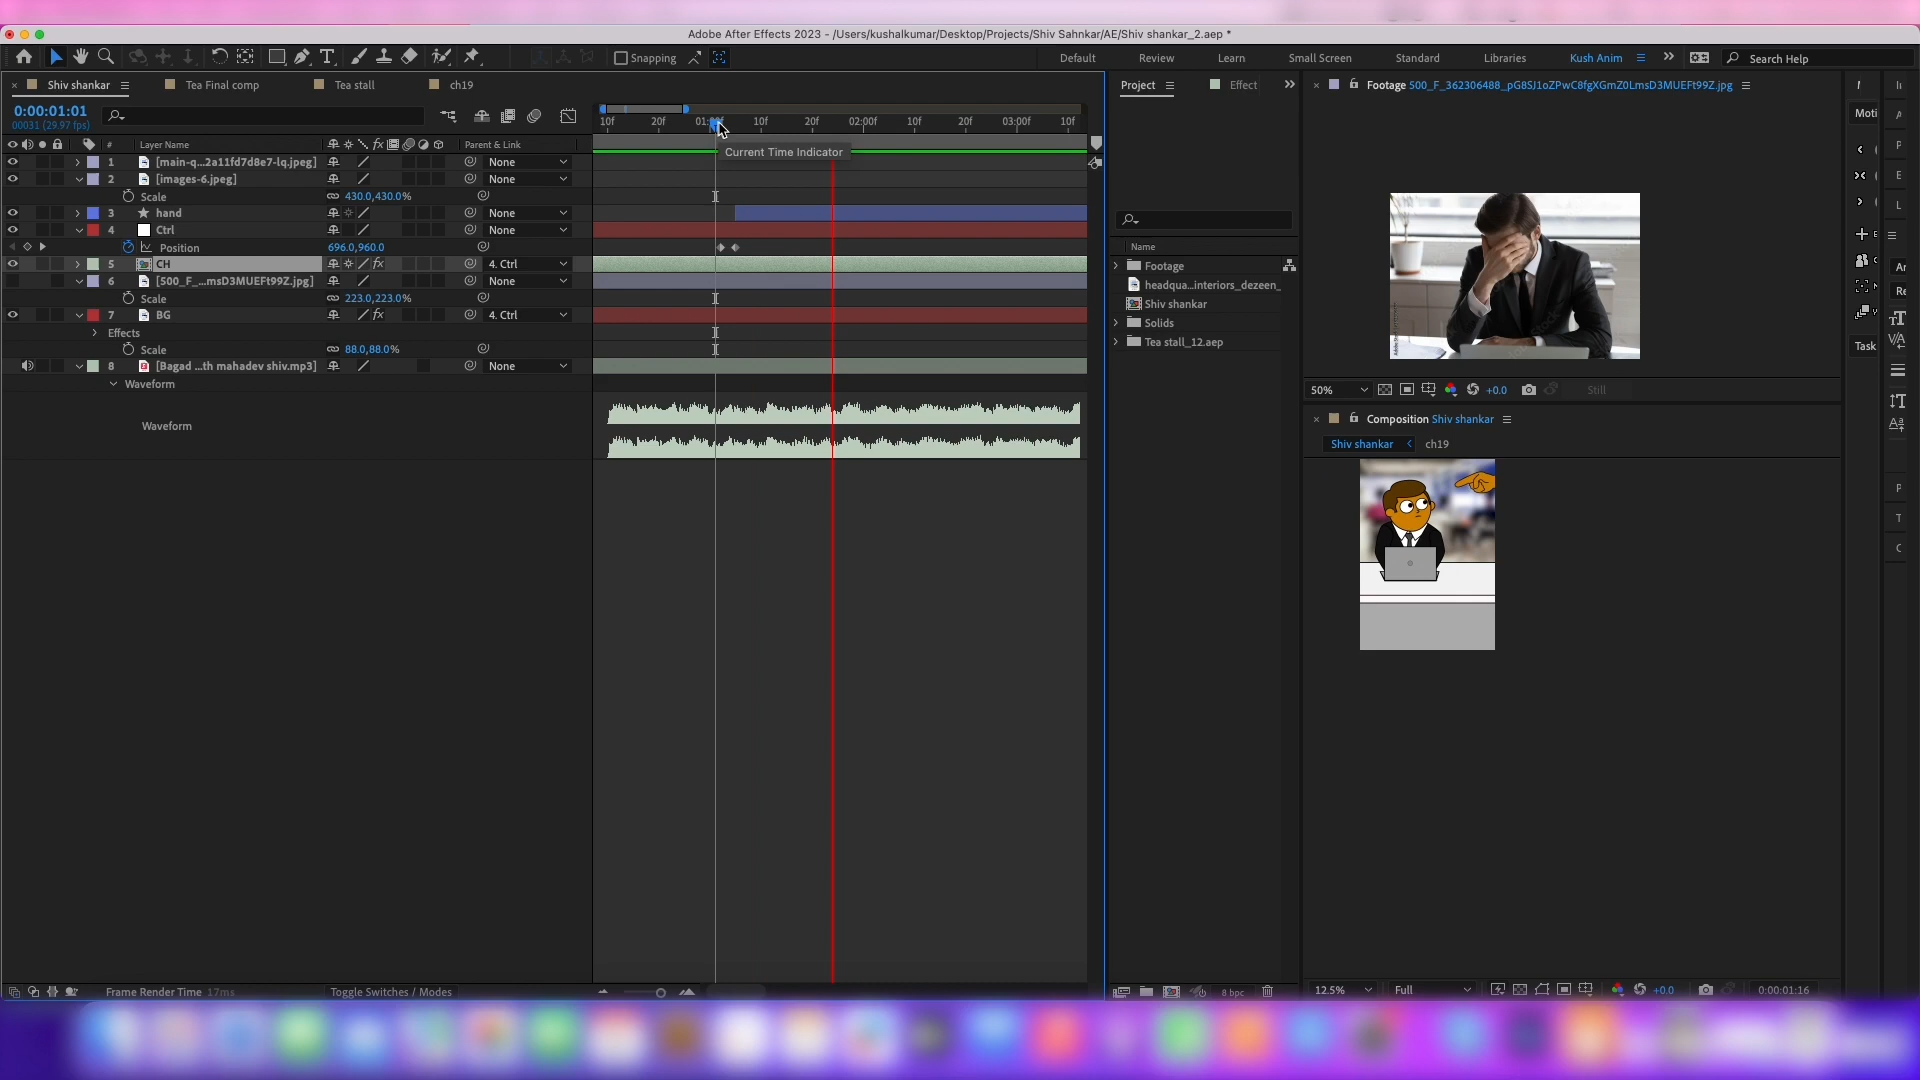 Adobe After Effects 2023 - /Users/kushalkumar/Desktop/Projects/Shiv Sahnkar/AE/Shiv shankar_2.aep *
Snapping
Default
Review
Learn
Small Screen
Standard
Libraries
Kush Anim
Search Help
Shiv shankar
Tea Final comp
Tea stall
ch19
0:00:01:01
00031 (29.97 fps)
10f 20f 01:00f 10f 20f 02:00f 10f 20f 03:00f 10f
Current Time Indicator
# Layer Name Parent & Link
1 [main-q...2a11fd7d8e7-lq.jpeg] None
2 [images-6.jpeg] None
Scale 430.0,430.0%
3 hand None
4 Ctrl None
Position 696.0,960.0
5 CH 4. Ctrl
6 [500_F_...msD3MUEFt99Z.jpg] None
Scale 223.0,223.0%
7 BG 4. Ctrl
Effects
Scale 88.0,88.0%
8 [Bagad ...th mahadev shiv.mp3] None
Waveform
Waveform
Frame Render Time 17ms
Toggle Switches / Modes
Project
Effect
Name
Footage
headqua...interiors_dezeen_
Shiv shankar
Solids
Tea stall_12.aep
8 bpc
Footage 500_F_362306488_pG8SJ1oZPwC8fgXGmZ0LmsD3MUEFt99Z.jpg
50%
+0.0
Still
Composition Shiv shankar
Shiv shankar
ch19
12.5%
Full
+0.0
0:00:01:16
Moti
Task